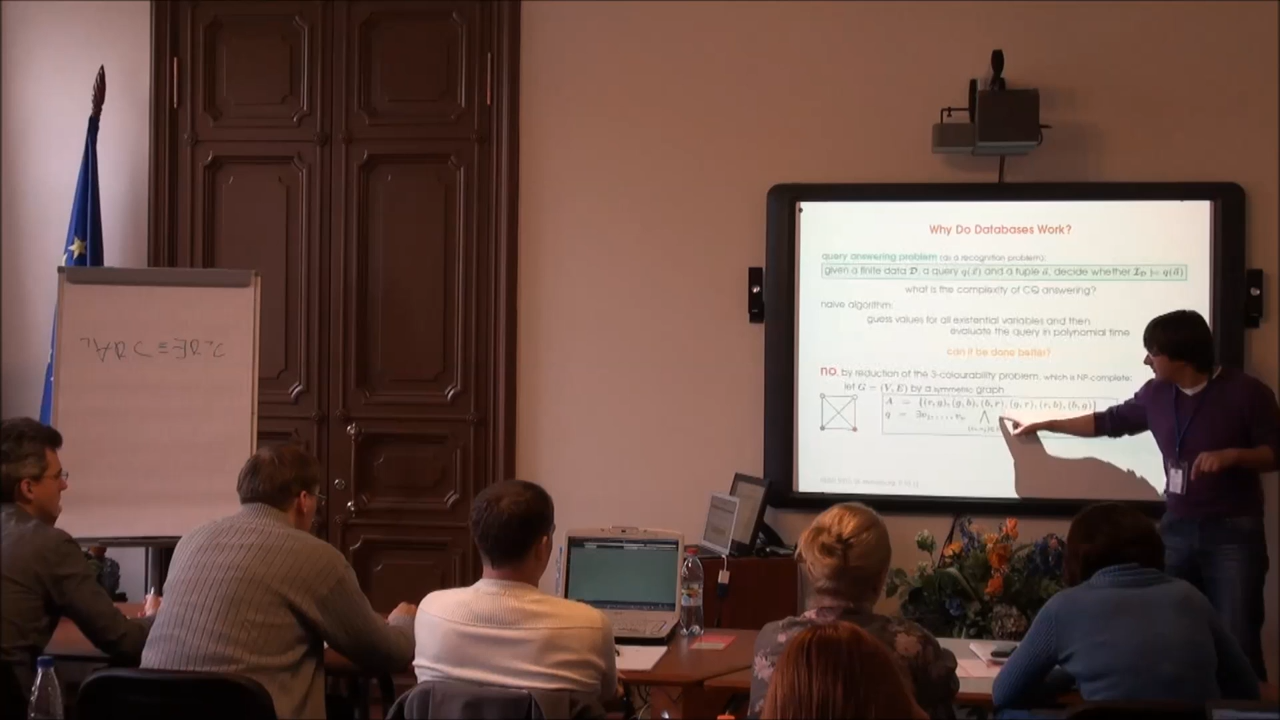 Why Do Databases Work?
query answering problem (as a recognition problem):
given a finite data D, a query q(x⃗) and a tuple a⃗, decide whether I_D ⊨ q(a⃗)
what is the complexity of CQ answering?
naive algorithm:
guess values for all existential variables and then
evaluate the query in polynomial time
can it be done better?
no, by reduction of the 3-colourability problem, which is NP-complete:
let G = (V, E) by a symmetric graph
A = {(r, g), (g, b), (b, r), (g, r), (r, b), (b, g)}
q = ∃v₁, . . . , vₙ ⋀